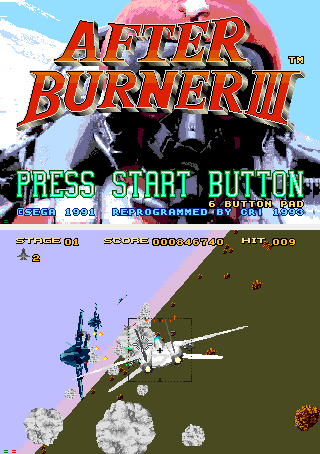 AFTER
BURNER III
TM
PRESS START BUTTON
6 BUTTON PAD
©SEGA 1991 REPROGRAMMED BY CRI 1993
STAGE 01 SCORE 000846740 HIT 009
2